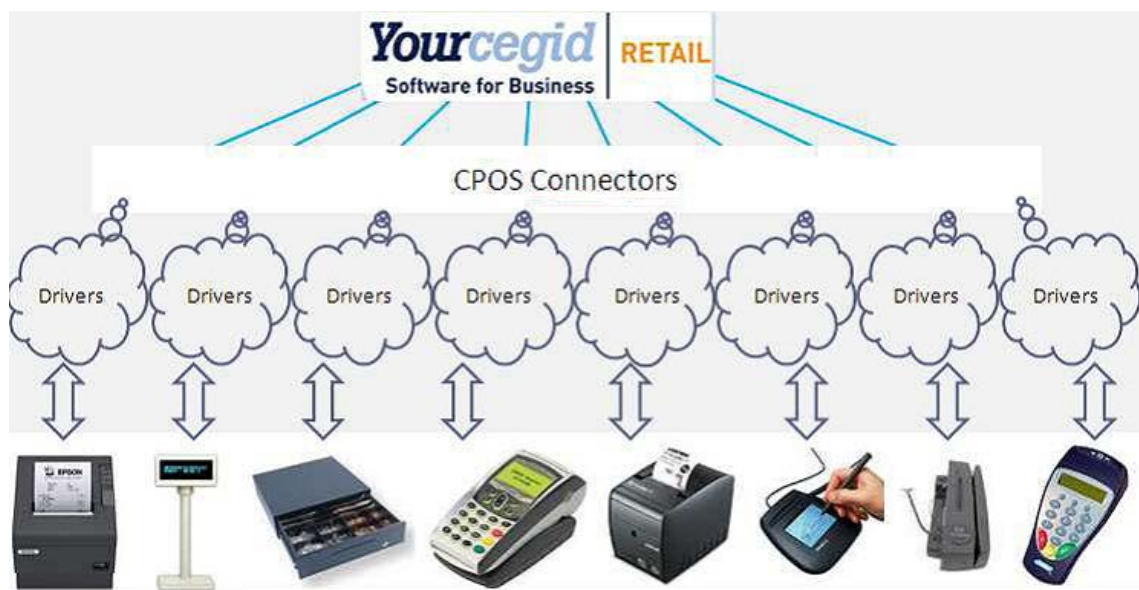 Yourcegid
Software for Business
RETAIL
CPOS Connectors
Drivers Drivers Drivers Drivers Drivers Drivers Drivers Drivers
EPSON